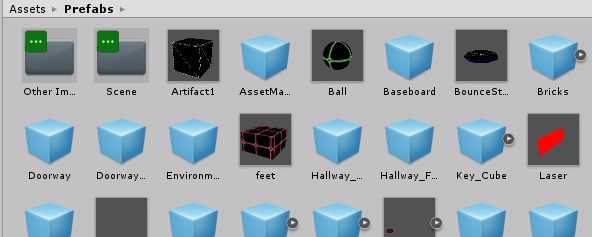 Assets ▸ Prefabs ▸
Other Im... Scene Artifact1 AssetMa... Ball Baseboard BounceSt... Bricks
Doorway Doorway... Environm... feet Hallway_... Hallway_F... Key_Cube Laser